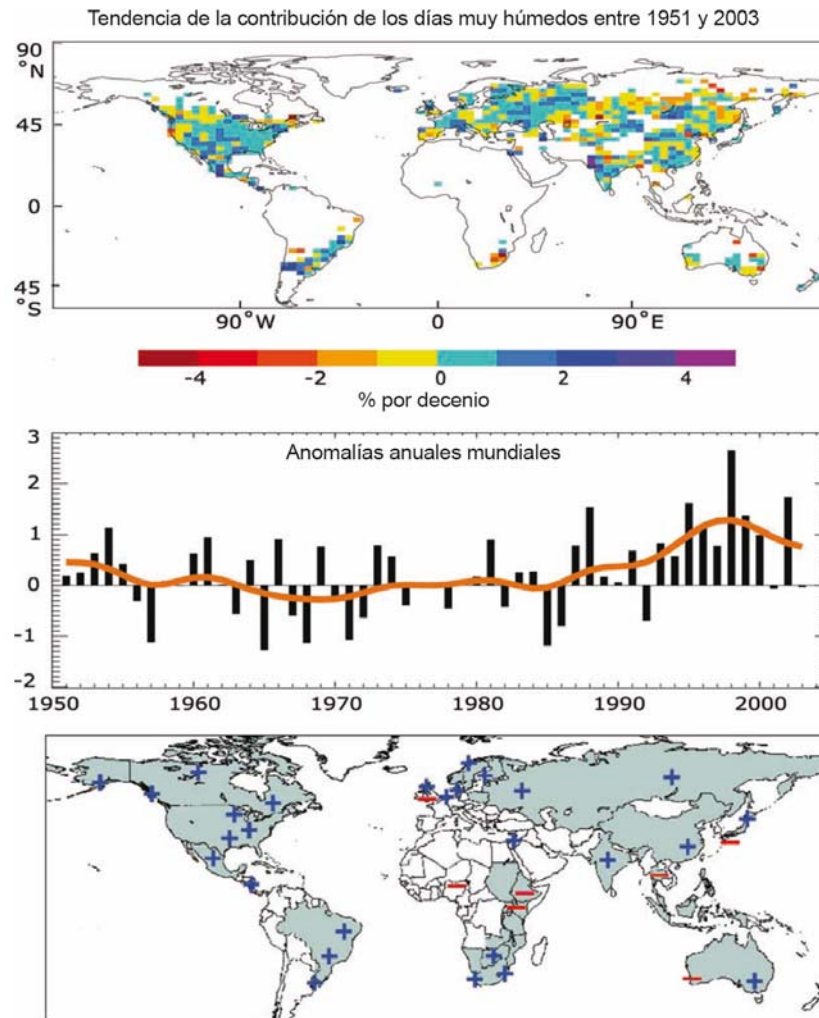 Tendencia de la contribución de los días muy húmedos entre 1951 y 2003
90
°N
45
0
45
°S
90°W 0 90°E
-4 -2 0 2 4
% por decenio
Anomalías anuales mundiales
3
2
1
0
-1
-2
1950 1960 1970 1980 1990 2000